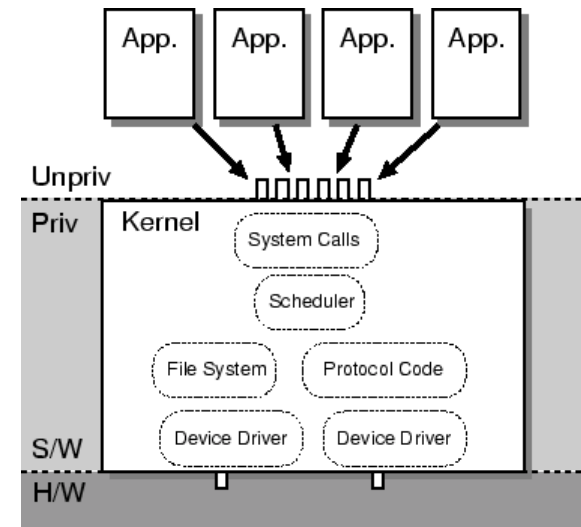 App. App. App. App.
Unpriv
Priv
Kernel
System Calls
Scheduler
File System
Protocol Code
Device Driver
Device Driver
S/W
H/W